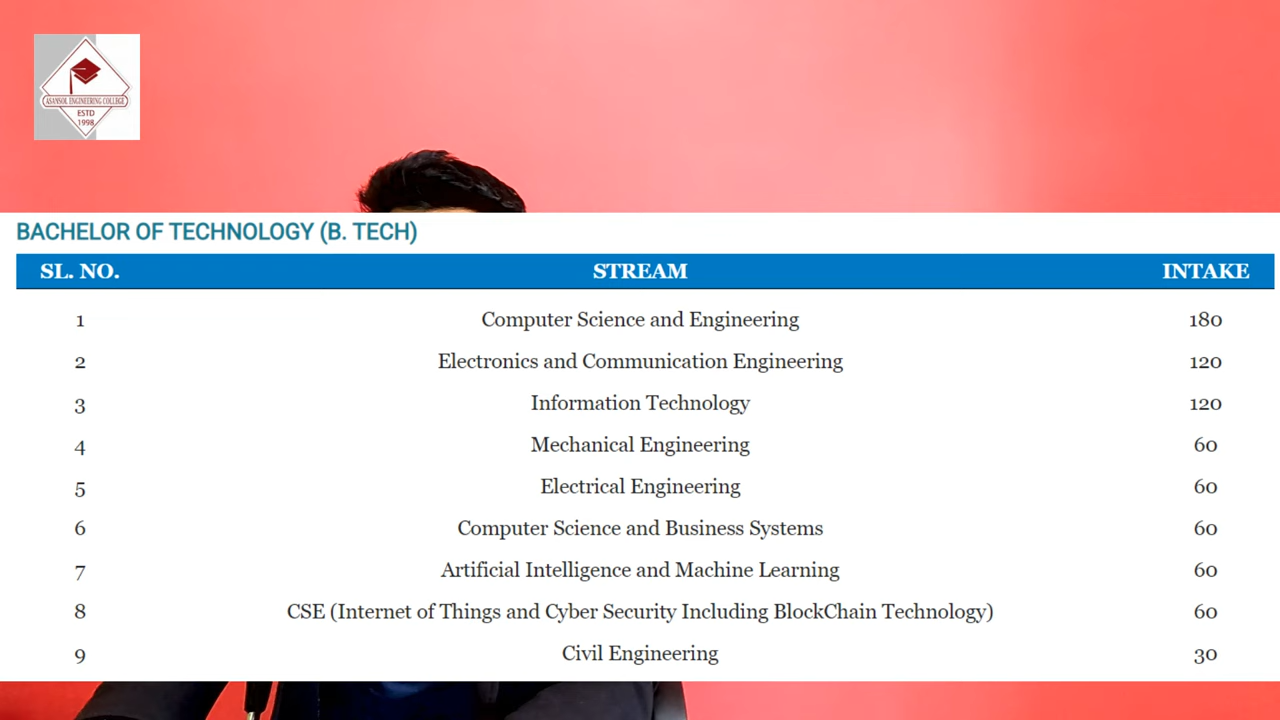 ASANSOL ENGINEERING COLLEGE
ESTD
1998
BACHELOR OF TECHNOLOGY (B. TECH)
SL. NO. STREAM INTAKE
1 Computer Science and Engineering 180
2 Electronics and Communication Engineering 120
3 Information Technology 120
4 Mechanical Engineering 60
5 Electrical Engineering 60
6 Computer Science and Business Systems 60
7 Artificial Intelligence and Machine Learning 60
8 CSE (Internet of Things and Cyber Security Including BlockChain Technology) 60
9 Civil Engineering 30